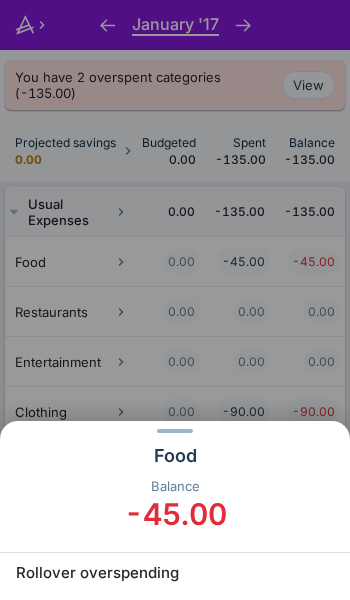 January '17
You have 2 overspent categories
(-135.00)
View
Projected savings Budgeted Spent Balance
0.00 0.00 -135.00 -135.00
Usual
Expenses 0.00 -135.00 -135.00
Food 0.00 -45.00 -45.00
Restaurants 0.00 0.00 0.00
Entertainment 0.00 0.00 0.00
Clothing 0.00 -90.00 -90.00
Food
Balance
-45.00
Rollover overspending